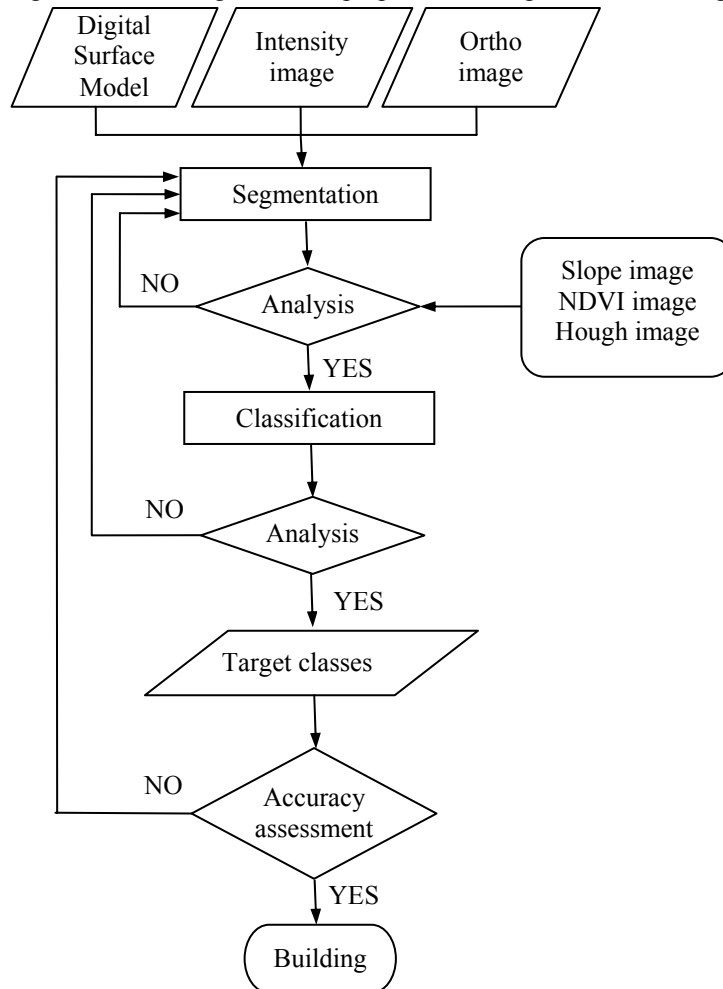 Digital
Surface
Model
Intensity
image
Ortho
image
Segmentation
NO
Analysis
Slope image
NDVI image
Hough image
YES
Classification
NO
Analysis
YES
Target classes
NO
Accuracy
assessment
YES
Building